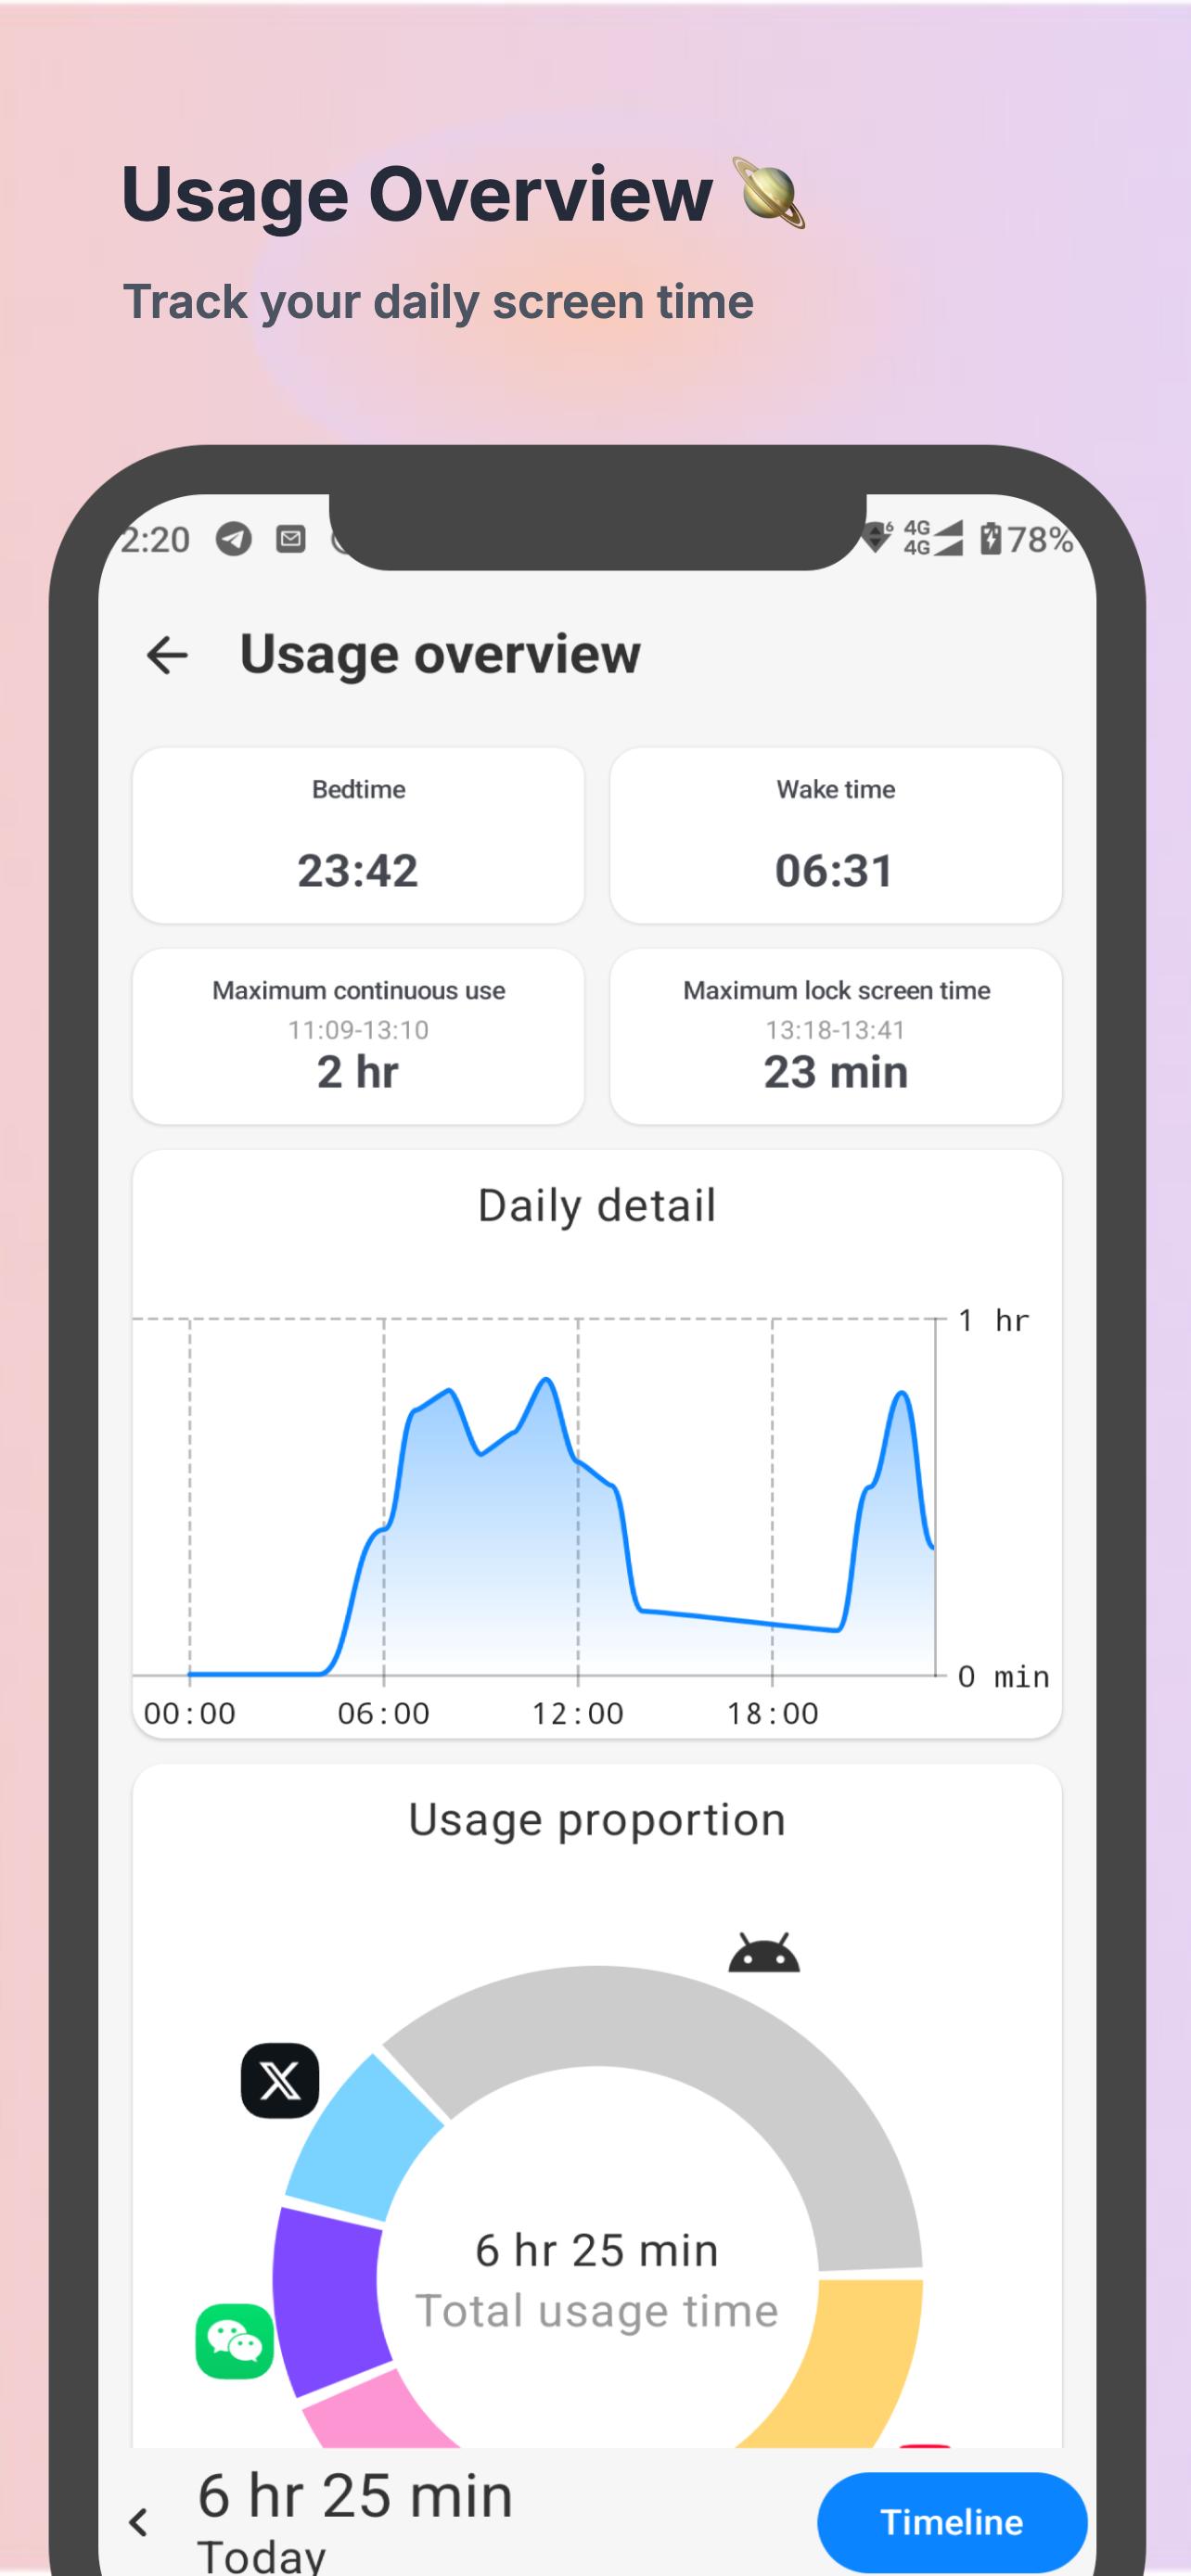 Usage Overview 🪐
Track your daily screen time
2:20
6 4G 4G 78%
Usage overview
Bedtime
23:42
Wake time
06:31
Maximum continuous use
11:09-13:10
2 hr
Maximum lock screen time
13:18-13:41
23 min
Daily detail
1 hr
0 min
00:00 06:00 12:00 18:00
Usage proportion
6 hr 25 min
Total usage time
6 hr 25 min
Today
Timeline